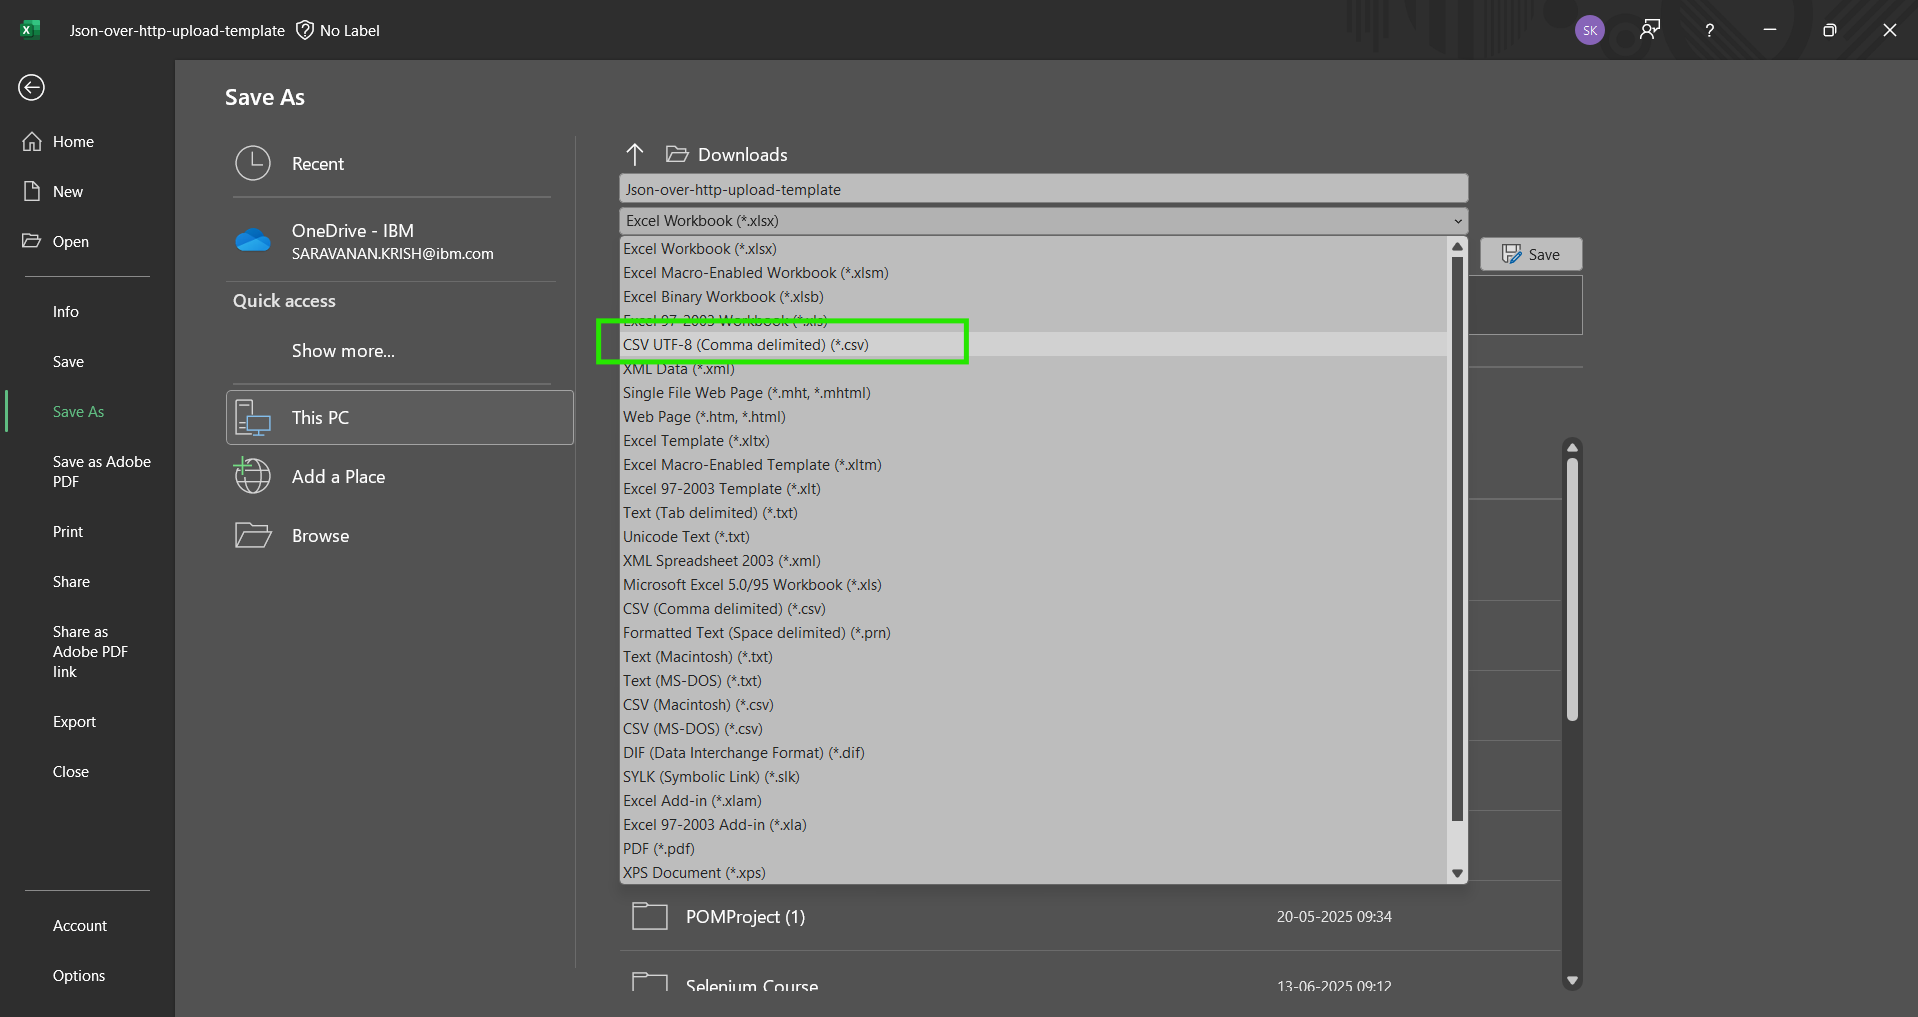 Json-over-http-upload-template No Label
SK
?
Save As
Home
New
Open
Info
Save
Save As
Save as Adobe
PDF
Print
Share
Share as
Adobe PDF
link
Export
Close
Account
Options
Recent
OneDrive - IBM
SARAVANAN.KRISH@ibm.com
Quick access
Show more...
This PC
Add a Place
Browse
Downloads
Json-over-http-upload-template
Excel Workbook (*.xlsx)
Excel Workbook (*.xlsx)
Excel Macro-Enabled Workbook (*.xlsm)
Excel Binary Workbook (*.xlsb)
Excel 97-2003 Workbook (*.xls)
CSV UTF-8 (Comma delimited) (*.csv)
XML Data (*.xml)
Single File Web Page (*.mht, *.mhtml)
Web Page (*.htm, *.html)
Excel Template (*.xltx)
Excel Macro-Enabled Template (*.xltm)
Excel 97-2003 Template (*.xlt)
Text (Tab delimited) (*.txt)
Unicode Text (*.txt)
XML Spreadsheet 2003 (*.xml)
Microsoft Excel 5.0/95 Workbook (*.xls)
CSV (Comma delimited) (*.csv)
Formatted Text (Space delimited) (*.prn)
Text (Macintosh) (*.txt)
Text (MS-DOS) (*.txt)
CSV (Macintosh) (*.csv)
CSV (MS-DOS) (*.csv)
DIF (Data Interchange Format) (*.dif)
SYLK (Symbolic Link) (*.slk)
Excel Add-in (*.xlam)
Excel 97-2003 Add-in (*.xla)
PDF (*.pdf)
XPS Document (*.xps)
Save
POMProject (1) 20-05-2025 09:34
Selenium Course 13-06-2025 09:12